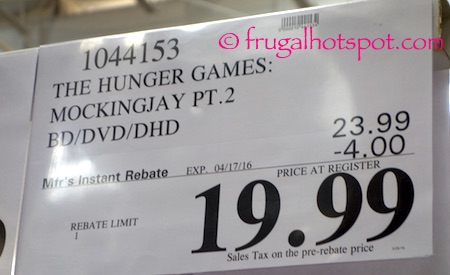 © frugalhotspot.com
1044153
THE HUNGER GAMES:
MOCKINGJAY PT.2
BD/DVD/DHD
23.99
-4.00
Mfr's Instant Rebate EXP. 04/17/16 PRICE AT REGISTER
19.99
REBATE LIMIT
1
Sales Tax on the pre-rebate price